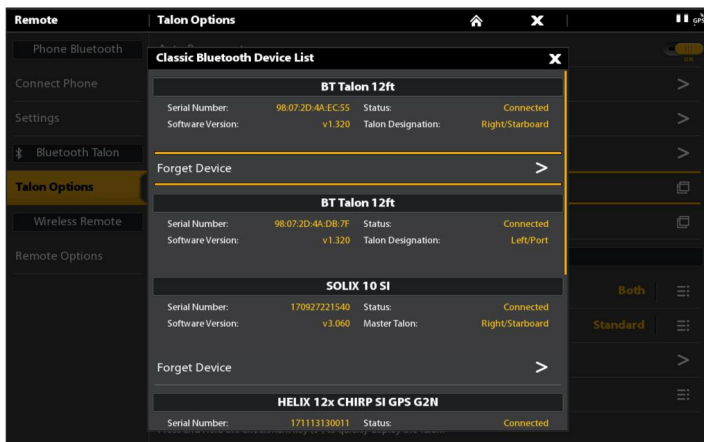 Remote
Talon Options
X
GPS
Phone Bluetooth
ON
Connect Phone
Settings
Bluetooth Talon
Talon Options
Wireless Remote
Remote Options
Classic Bluetooth Device List X
BT Talon 12ft
Serial Number: 98:07:2D:4A:EC:55 Status: Connected
Software Version: v1.320 Talon Designation: Right/Starboard
Forget Device >
BT Talon 12ft
Serial Number: 98:07:2D:4A:DB:7F Status: Connected
Software Version: v1.320 Talon Designation: Left/Port
SOLIX 10 SI
Serial Number: 170927221540 Status: Connected
Software Version: v3.060 Master Talon: Right/Starboard
Forget Device >
HELIX 12x CHIRP SI GPS G2N
Serial Number: 171113130011 Status: Connected
Both
Standard